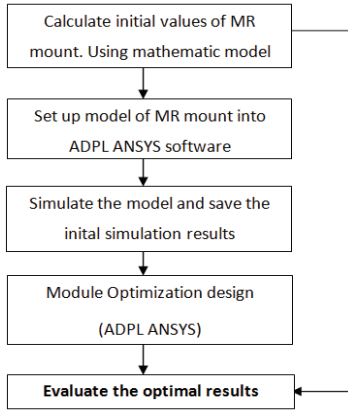 Calculate initial values of MR
mount. Using mathematic model
Set up model of MR mount into
ADPL ANSYS software
Simulate the model and save the
inital simulation results
Module Optimization design
(ADPL ANSYS)
Evaluate the optimal results